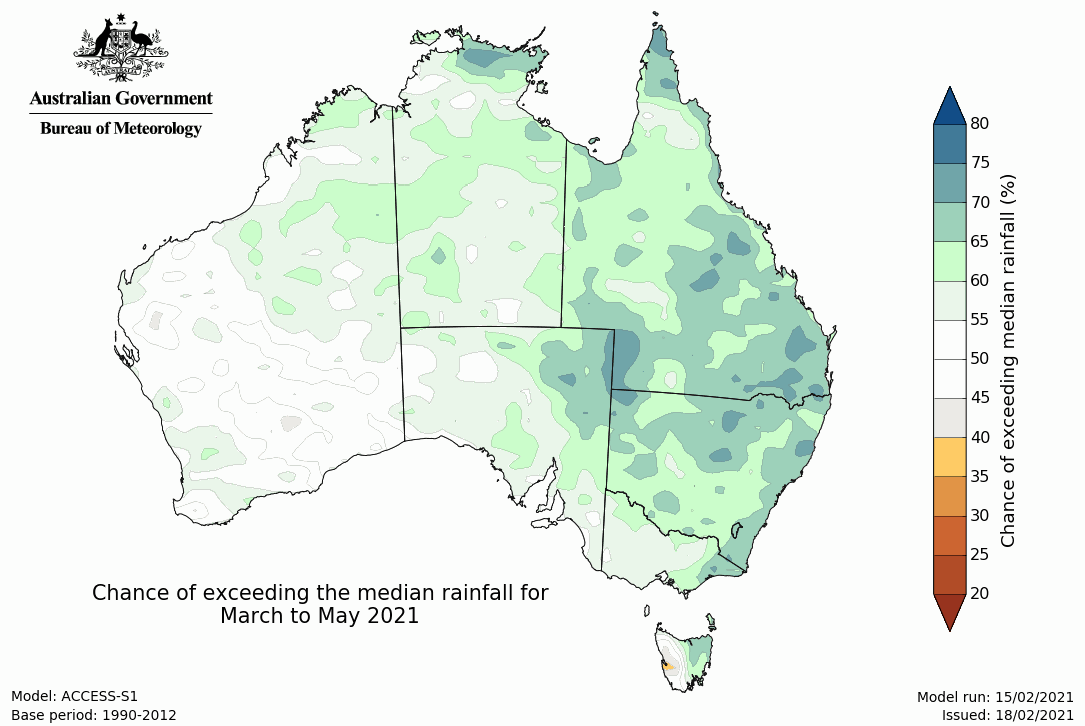 Australian Government
Bureau of Meteorology
80
75
70
65
60
55
50
45
40
35
30
25
20
Chance of exceeding median rainfall (%)
Chance of exceeding the median rainfall for
March to May 2021
Model: ACCESS-S1
Base period: 1990-2012
Model run: 15/02/2021
Issued: 18/02/2021